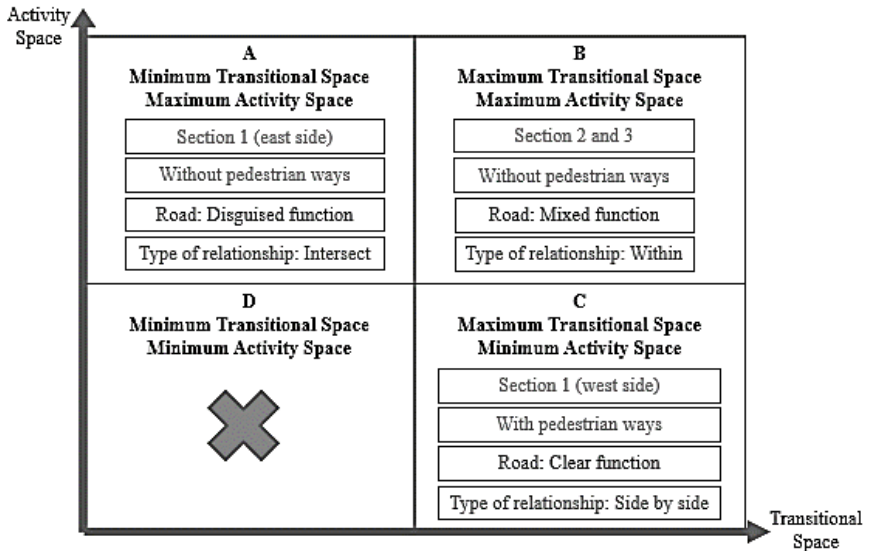 Activity
Space
A
Minimum Transitional Space
Maximum Activity Space
Section 1 (east side)
Without pedestrian ways
Road: Disguised function
Type of relationship: Intersect
B
Maximum Transitional Space
Maximum Activity Space
Section 2 and 3
Without pedestrian ways
Road: Mixed function
Type of relationship: Within
D
Minimum Transitional Space
Minimum Activity Space
C
Maximum Transitional Space
Minimum Activity Space
Section 1 (west side)
With pedestrian ways
Road: Clear function
Type of relationship: Side by side
Transitional
Space